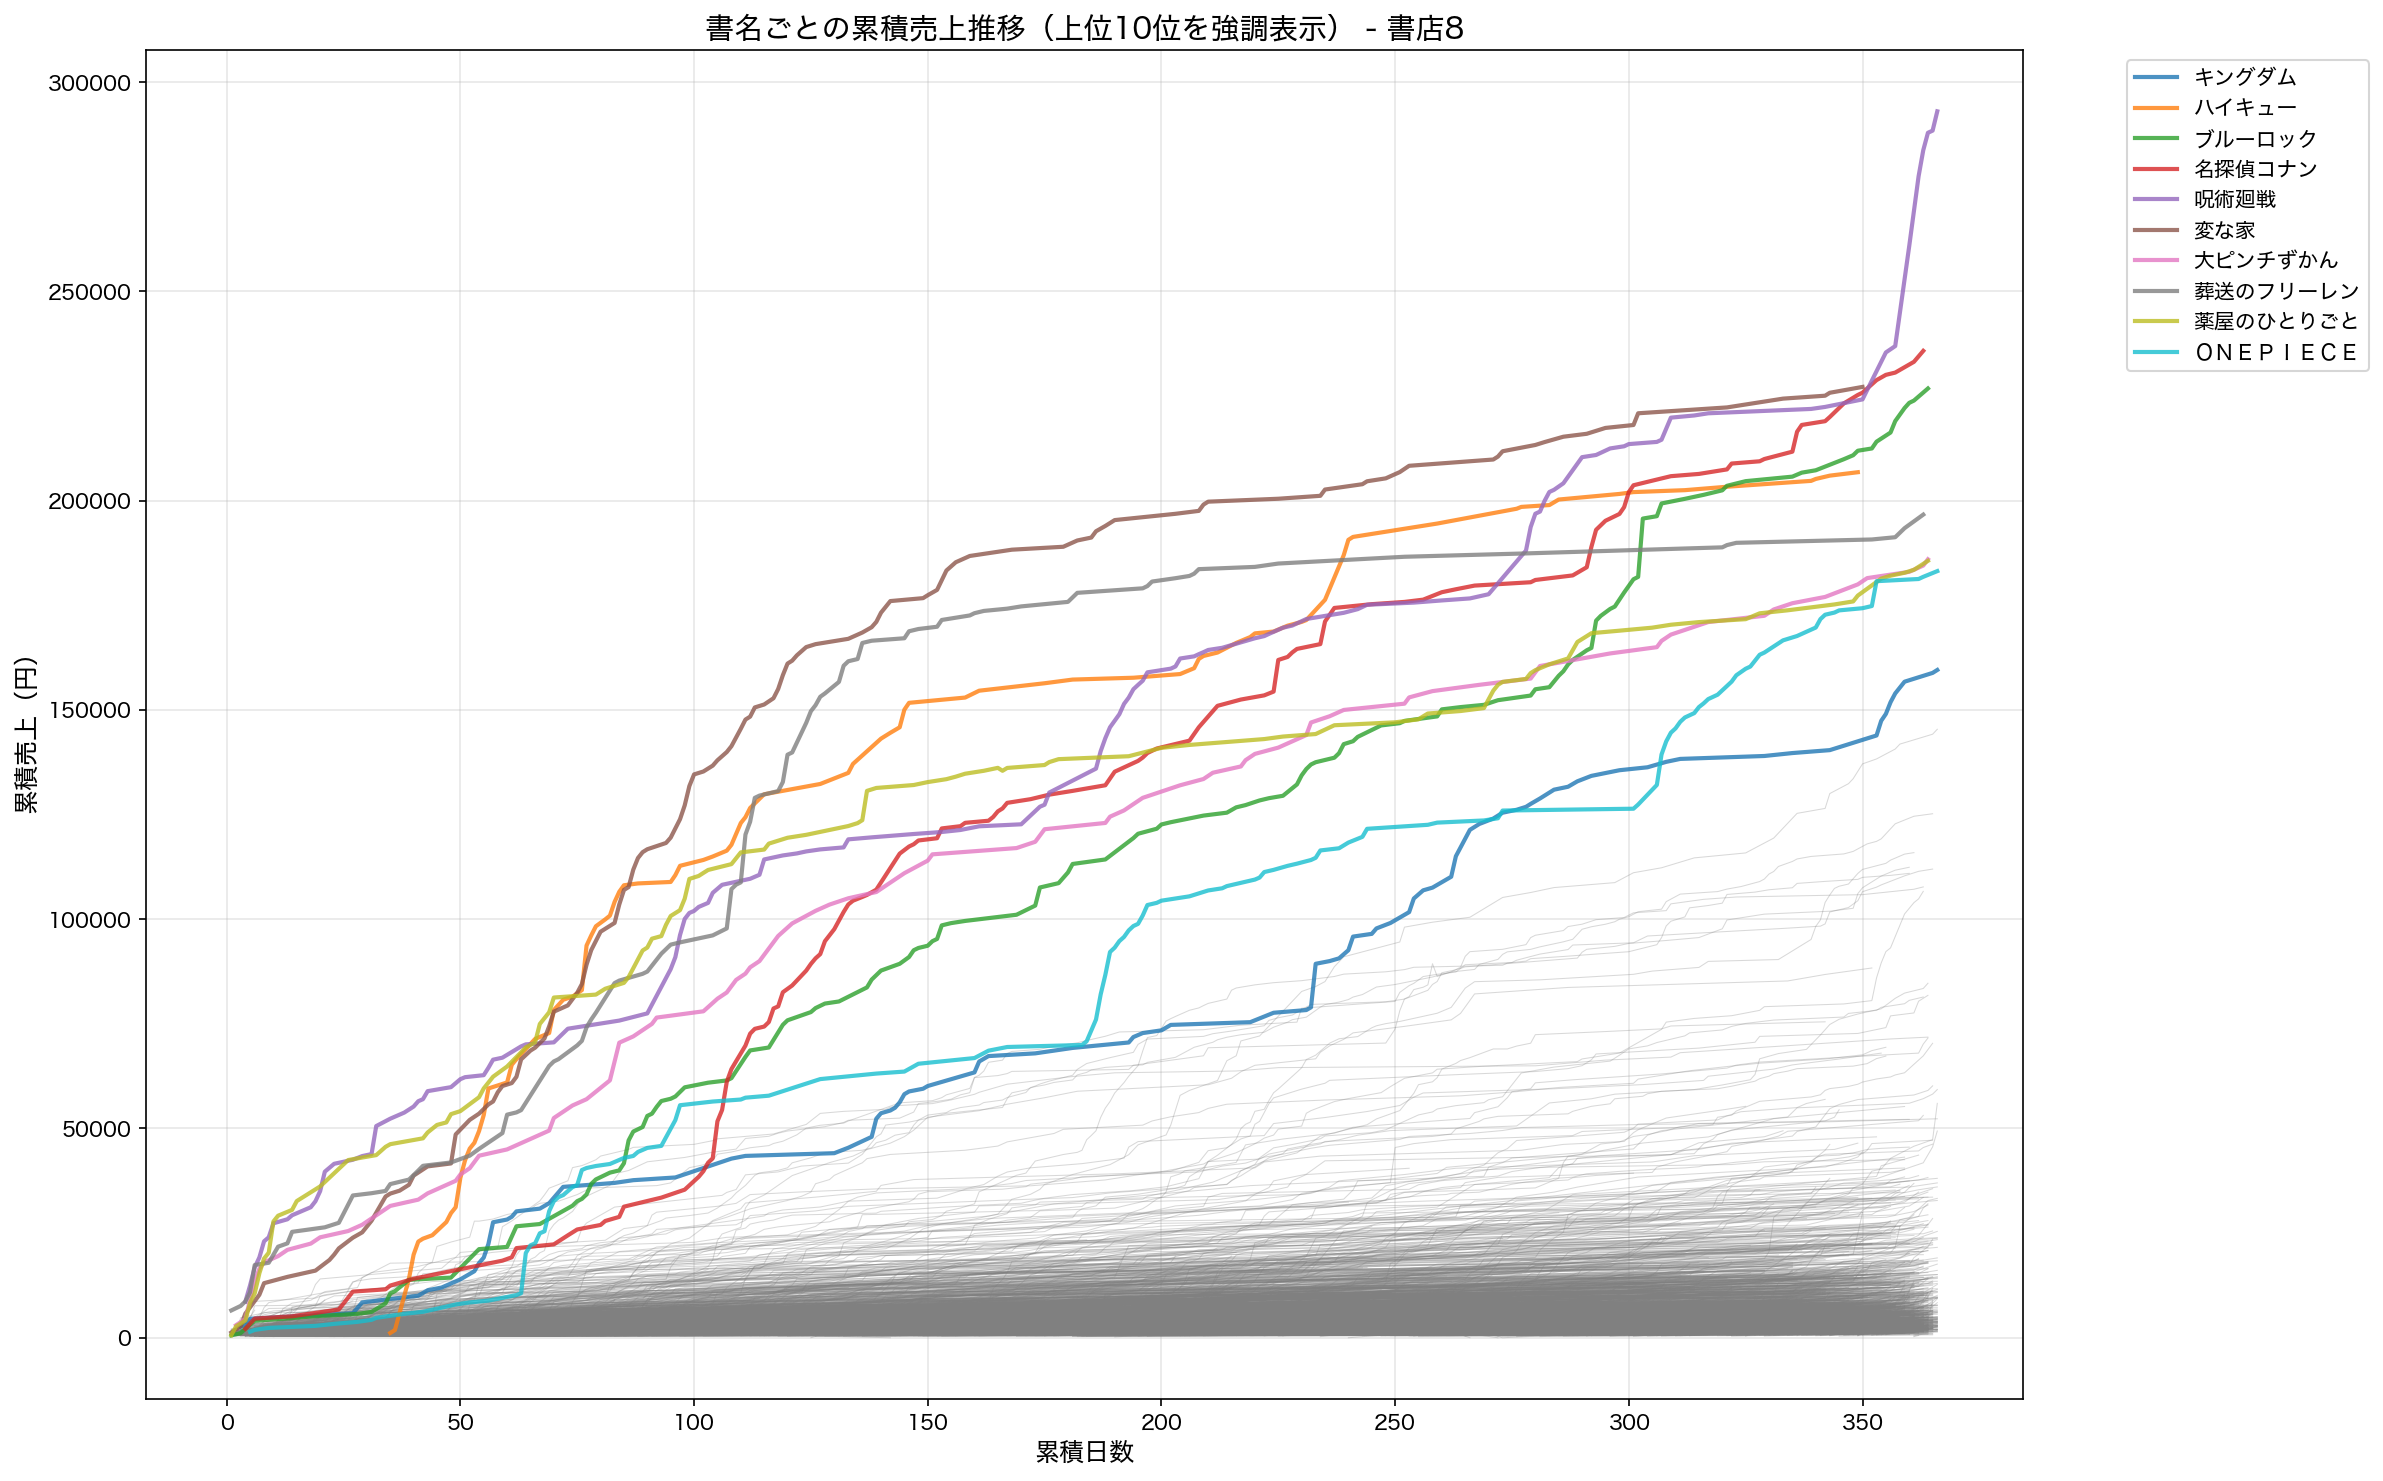 書名ごとの累積売上推移（上位10位を強調表示） - 書店8
累積売上（円）
300000
250000
200000
150000
100000
50000
0
0
50
100
150
200
250
300
350
累積日数
キングダム
ハイキュー
ブルーロック
名探偵コナン
呪術廻戦
変な家
大ピンチずかん
葬送のフリーレン
薬屋のひとりごと
ＯＮＥＰＩＥＣＥ